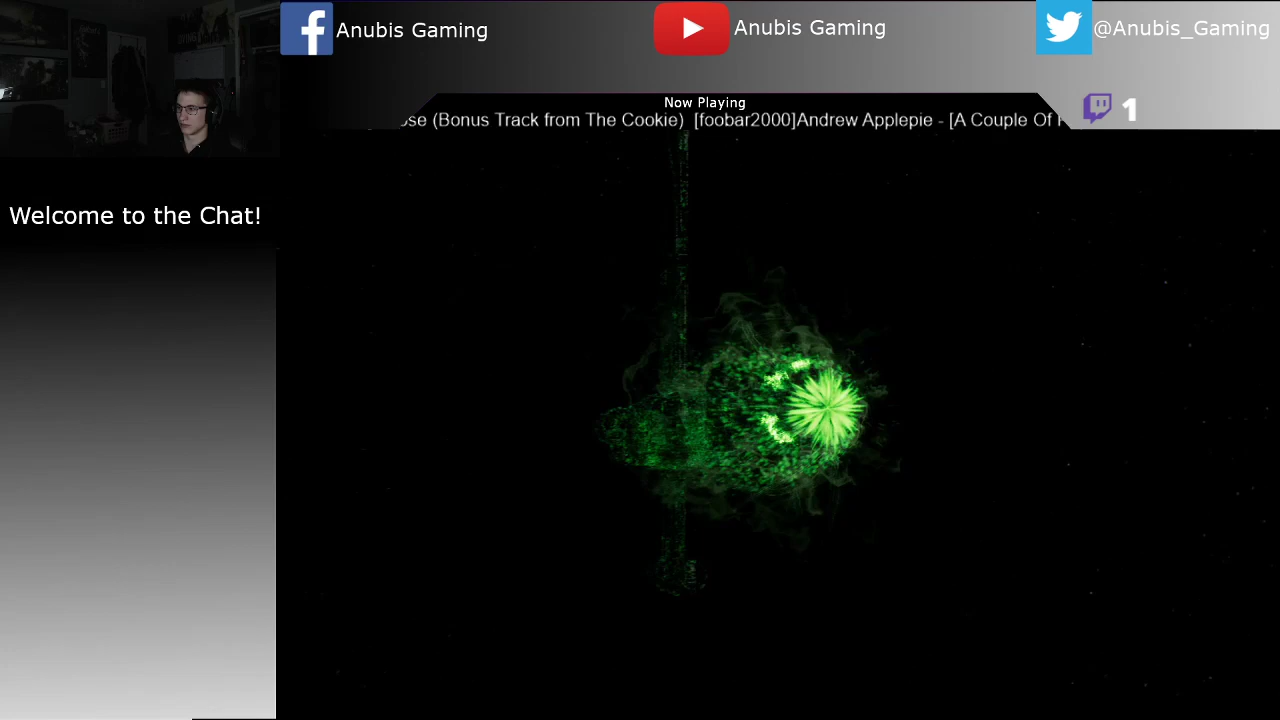 Anubis Gaming
Anubis Gaming
@Anubis_Gaming
Now Playing
ose (Bonus Track from The Cookie) [foobar2000]Andrew Applepie - [A Couple Of
1
Welcome to the Chat!